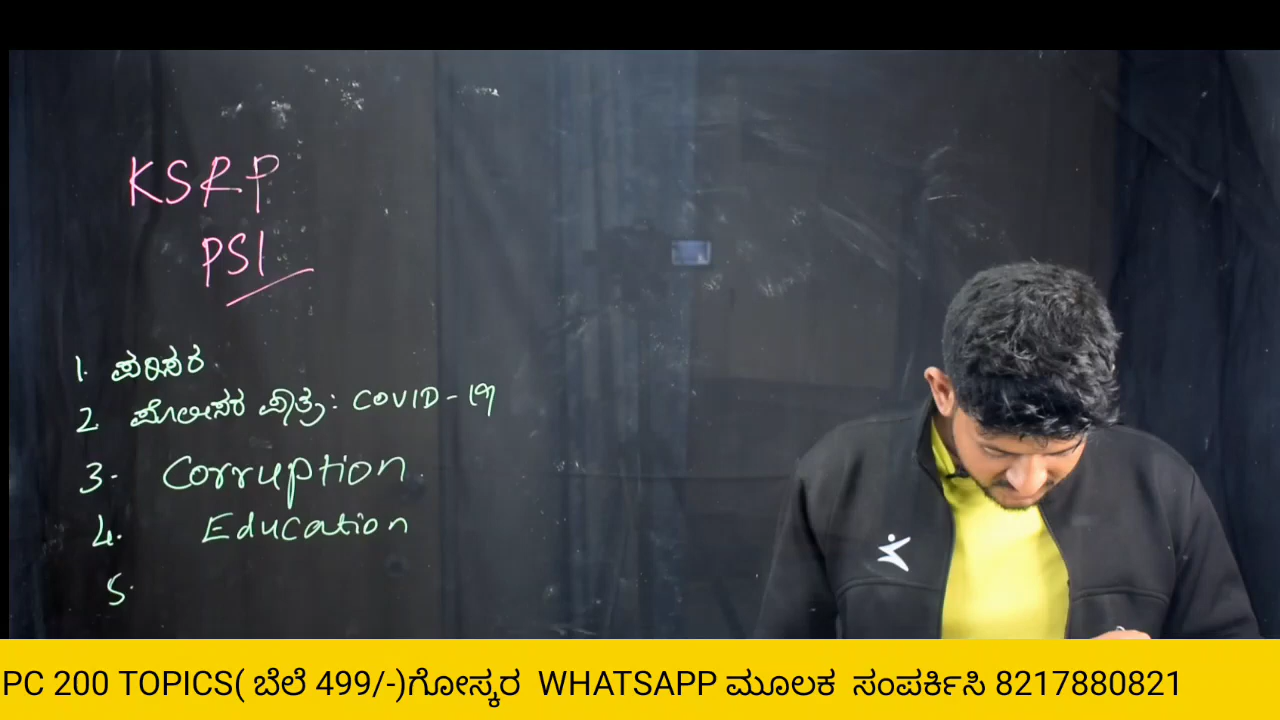 KSRP
PSI
1. ಪರಿಸರ.
2 ಪೊಲೀಸರ ಪಾತ್ರ: COVID-19
3. Corruption.
4. Education
5.
PC 200 TOPICS( ಬೆಲೆ 499/-)ಗೋಸ್ಕರ WHATSAPP ಮೂಲಕ ಸಂಪರ್ಕಿಸಿ 8217880821